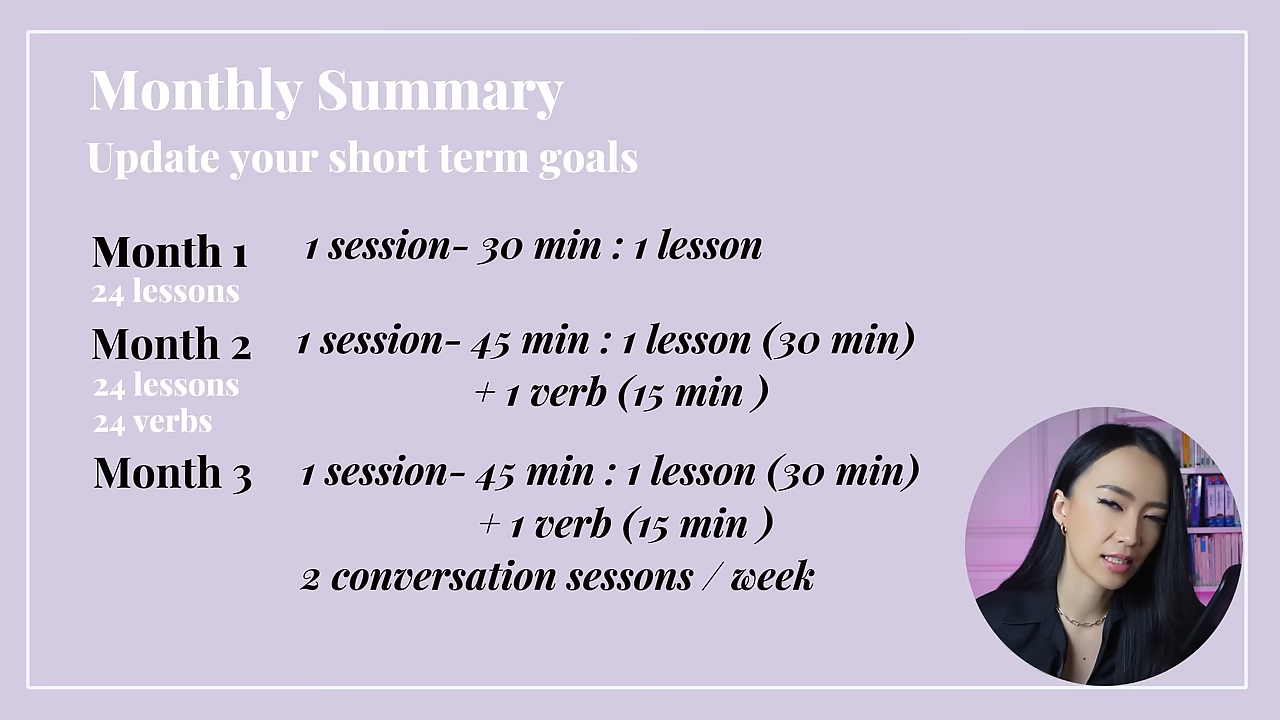 Monthly Summary
Update your short term goals
Month 1
1 session- 30 min : 1 lesson
24 lessons
Month 2
1 session- 45 min : 1 lesson (30 min)
+ 1 verb (15 min )
24 lessons
24 verbs
Month 3
1 session- 45 min : 1 lesson (30 min)
+ 1 verb (15 min )
2 conversation sessons / week